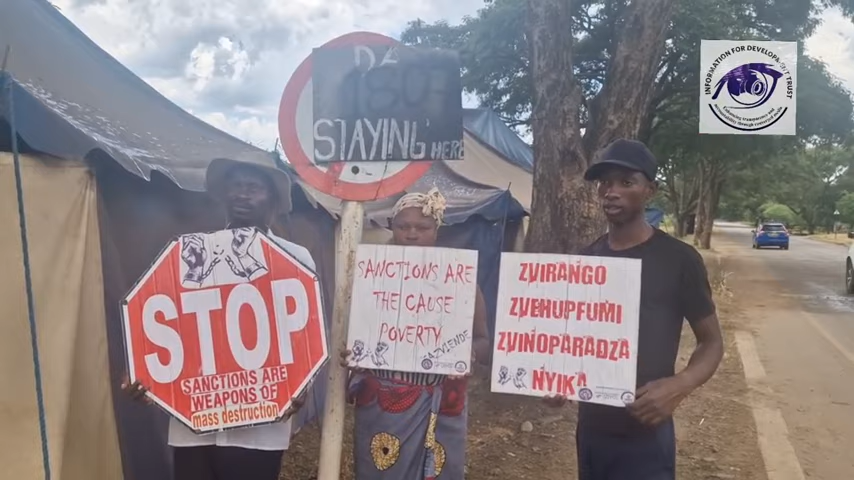 INFORMATION FOR DEVELOPMENT TRUST
STAYING HERE
STOP
SANCTIONS ARE
WEAPONS OF
mass destruction
SANCTIONS ARE
THE CAUSE
POVERTY
ZVIRANGO
ZVEHUPFUMI
ZVINOPARADZA
NYIKA